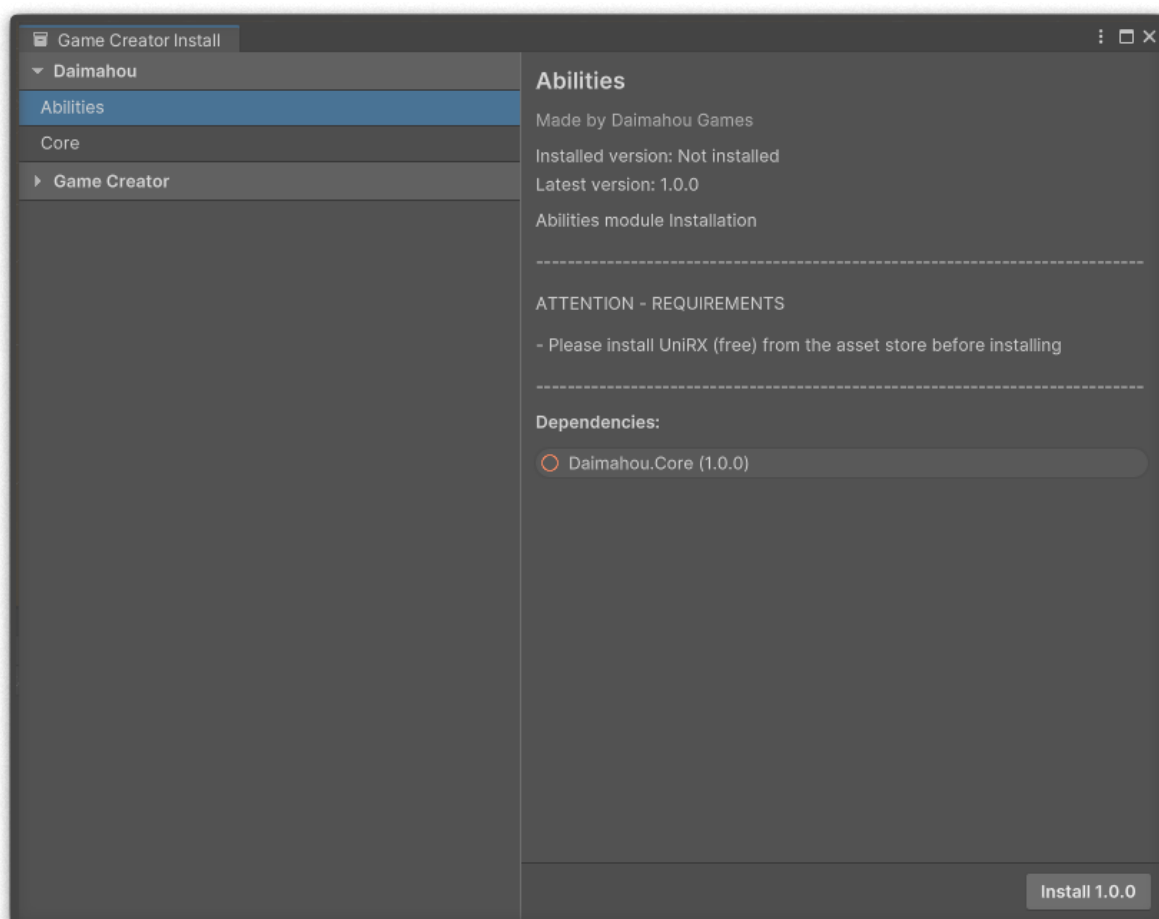 Game Creator Install
Daimahou
Abilities
Core
Game Creator
Abilities
Made by Daimahou Games
Installed version: Not installed
Latest version: 1.0.0
Abilities module Installation
--------------------------------------------------------------------------------
ATTENTION - REQUIREMENTS
- Please install UniRX (free) from the asset store before installing
--------------------------------------------------------------------------------
Dependencies:
Daimahou.Core (1.0.0)
Install 1.0.0